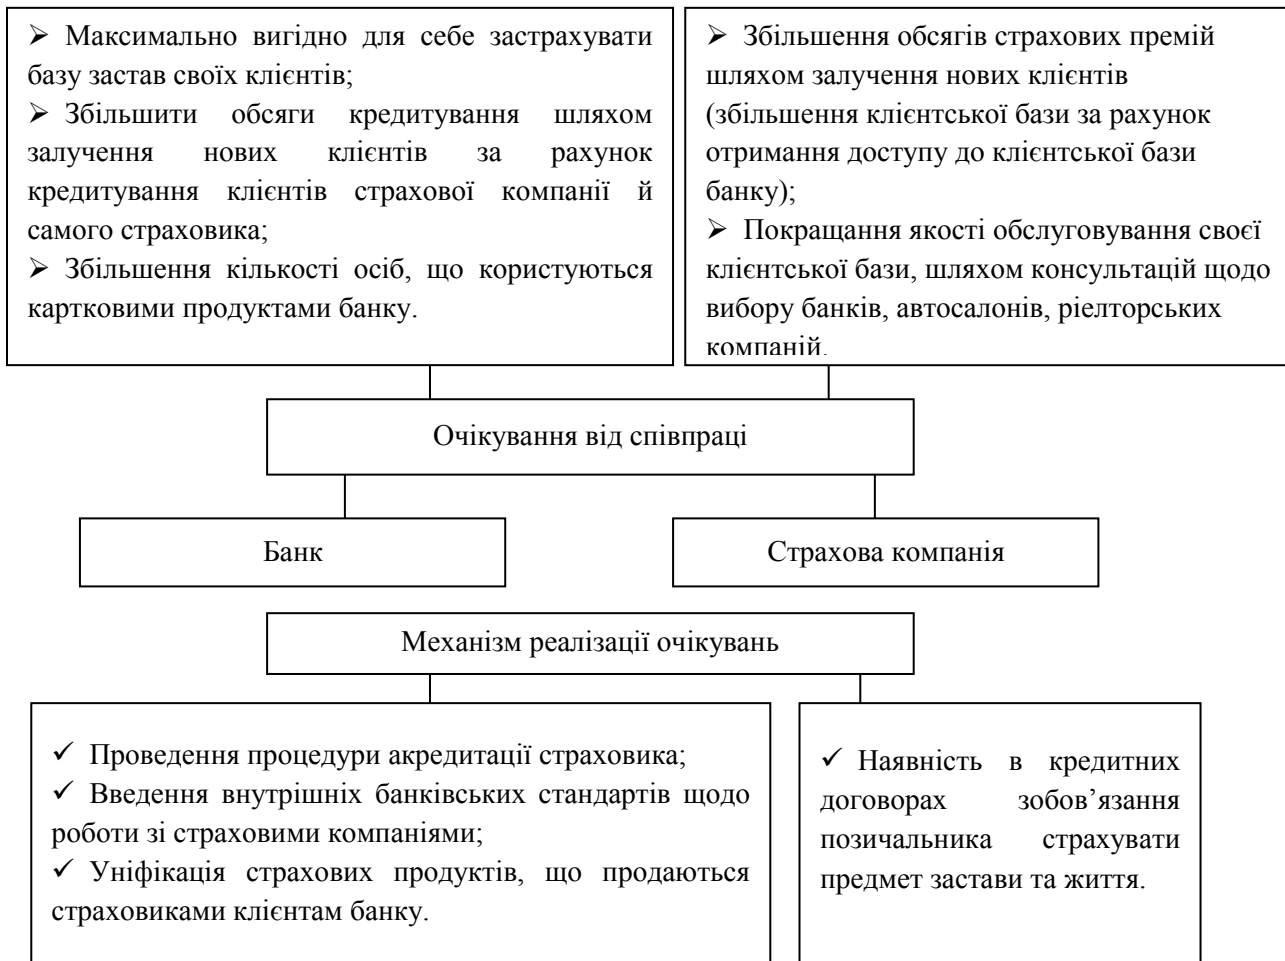 ➢ Максимально вигідно для себе застрахувати
базу застав своїх клієнтів;
➢ Збільшити обсяги кредитування шляхом
залучення нових клієнтів за рахунок
кредитування клієнтів страхової компанії й
самого страховика;
➢ Збільшення кількості осіб, що користуються
картковими продуктами банку.
➢ Збільшення обсягів страхових премій
шляхом залучення нових клієнтів
(збільшення клієнтської бази за рахунок
отримання доступу до клієнтської бази
банку);
➢ Покращання якості обслуговування своєї
клієнтської бази, шляхом консультацій щодо
вибору банків, автосалонів, ріелторських
компаній.
Очікування від співпраці
Банк
Страхова компанія
Механізм реалізації очікувань
✓ Проведення процедури акредитації страховика;
✓ Введення внутрішніх банківських стандартів щодо
роботи зі страховими компаніями;
✓ Уніфікація страхових продуктів, що продаються
страховиками клієнтам банку.
✓ Наявність в кредитних
договорах зобов’язання
позичальника страхувати
предмет застави та життя.